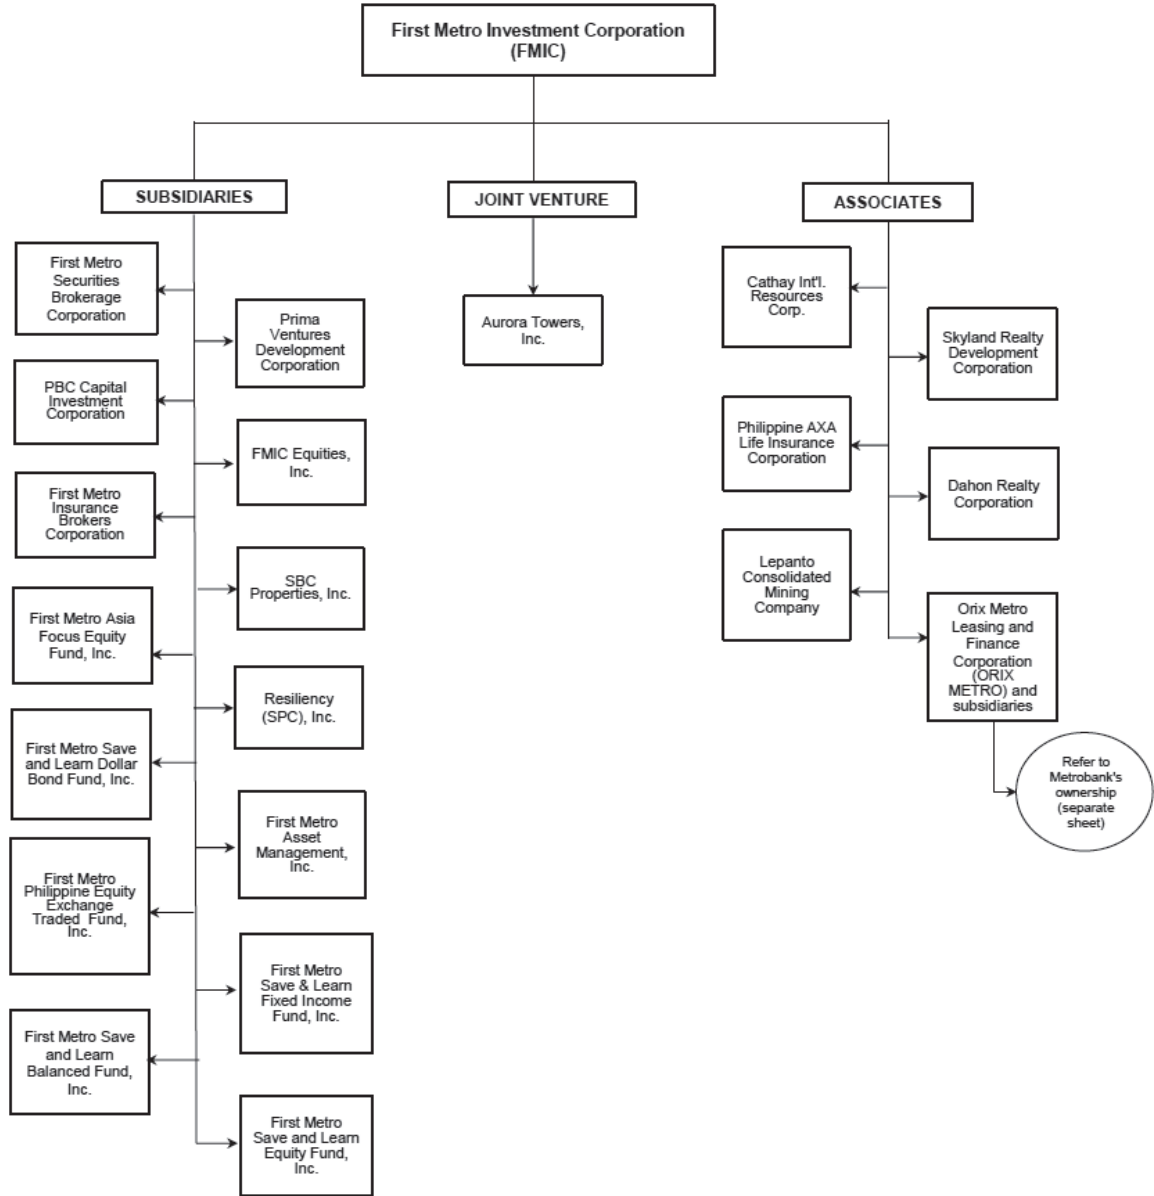 First Metro Investment Corporation
(FMIC)
SUBSIDIARIES
First Metro
Securities
Brokerage
Corporation
Prima
Ventures
Development
Corporation
PBC Capital
Investment
Corporation
FMIC Equities,
Inc.
First Metro
Insurance
Brokers
Corporation
SBC
Properties, Inc.
First Metro Asia
Focus Equity
Fund, Inc.
Resiliency
(SPC), Inc.
First Metro Save
and Learn Dollar
Bond Fund, Inc.
First Metro
Asset
Management,
Inc.
First Metro
Philippine Equity
Exchange
Traded Fund,
Inc.
First Metro
Save & Learn
Fixed Income
Fund, Inc.
First Metro Save
and Learn
Balanced Fund,
Inc.
First Metro
Save and Learn
Equity Fund,
Inc.
JOINT VENTURE
Aurora Towers,
Inc.
ASSOCIATES
Cathay Int'l.
Resources
Corp.
Skyland Realty
Development
Corporation
Philippine AXA
Life Insurance
Corporation
Dahon Realty
Corporation
Lepanto
Consolidated
Mining
Company
Orix Metro
Leasing and
Finance
Corporation
(ORIX
METRO) and
subsidiaries
Refer to
Metrobank's
ownership
(separate
sheet)